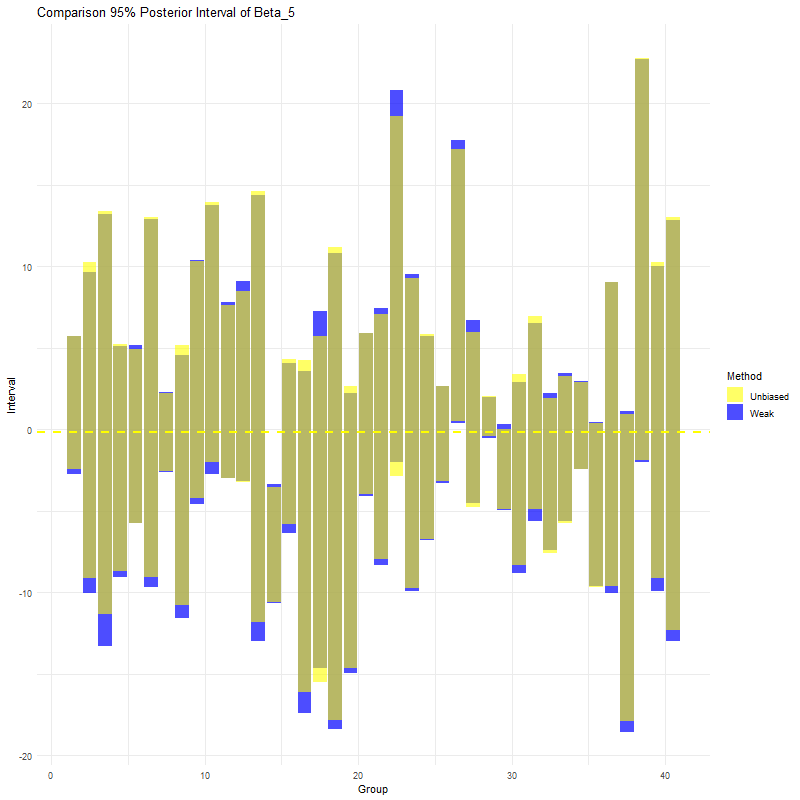 Comparison 95% Posterior Interval of Beta_5
Interval
20
10
0
-10
-20
0
10
20
30
40
Group
Method
Unbiased
Weak